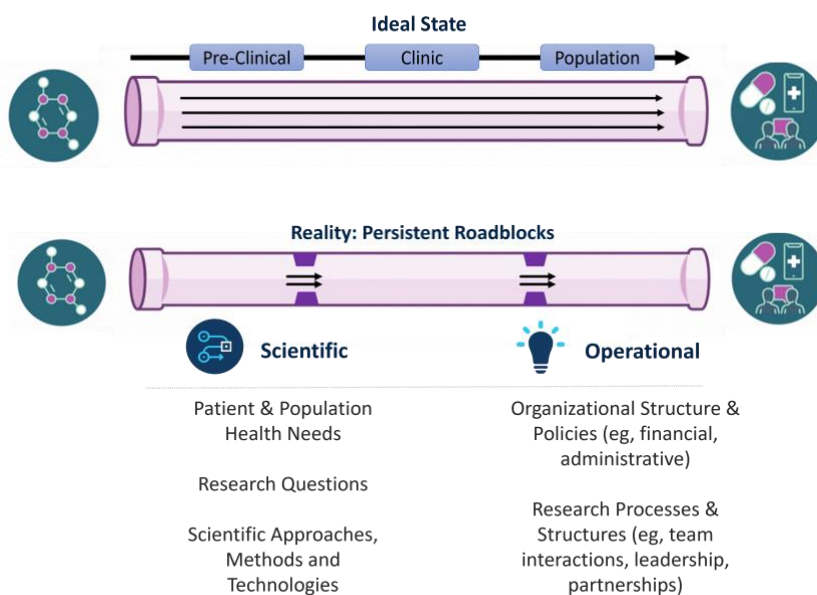 Ideal State
Pre-Clinical
Clinic
Population
Reality: Persistent Roadblocks
Scientific
Operational
Patient & Population
Health Needs
Research Questions
Scientific Approaches,
Methods and
Technologies
Organizational Structure &
Policies (eg, financial,
administrative)
Research Processes &
Structures (eg, team
interactions, leadership,
partnerships)